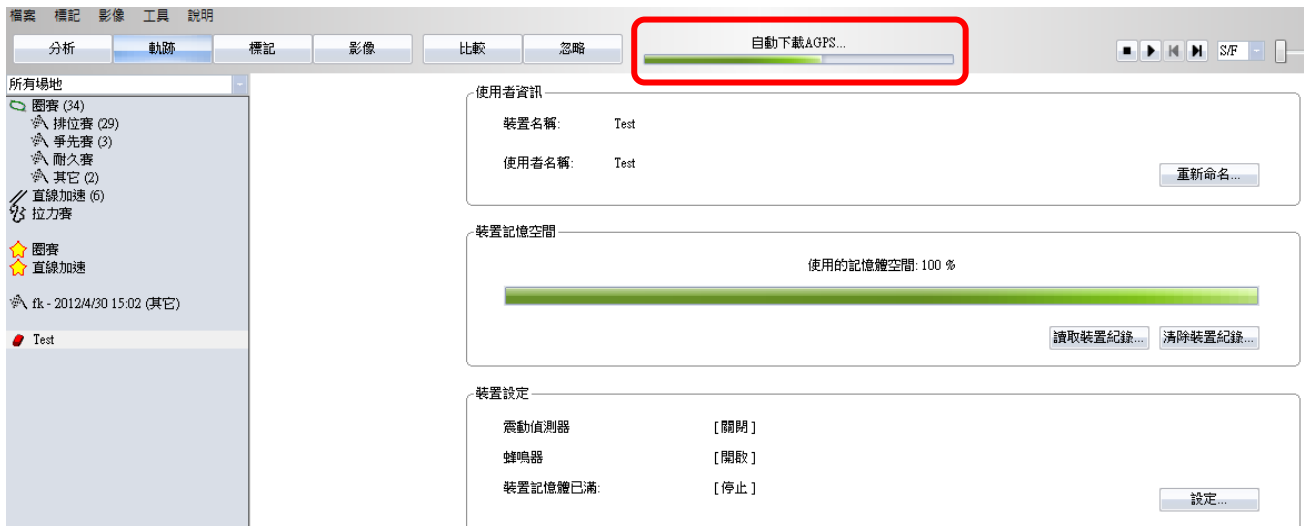 檔案 標記 影像 工具 說明
分析 軌跡 標記 影像 比較 忽略 自動下載AGPS... S/F
所有場地
圈賽 (34)
排位賽 (29)
爭先賽 (3)
耐久賽
其它 (2)
直線加速 (6)
拉力賽
圈賽
直線加速
fk - 2012/4/30 15:02 (其它)
Test
使用者資訊
裝置名稱: Test
使用者名稱: Test
重新命名...
裝置記憶空間
使用的記憶體空間: 100 %
讀取裝置紀錄... 清除裝置紀錄...
裝置設定
震動偵測器 [ 關閉 ]
蜂鳴器 [ 開啟 ]
裝置記憶體已滿: [ 停止 ]
設定...